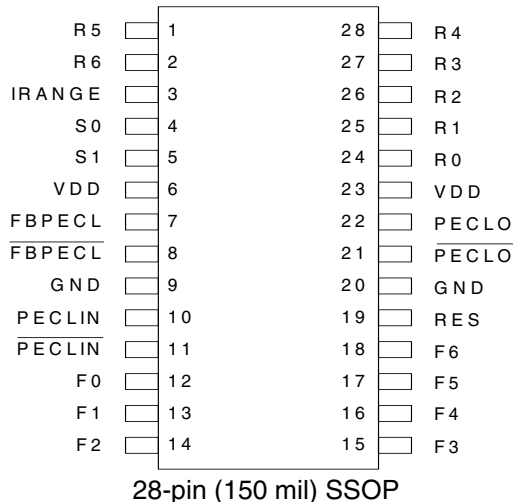 R5 1 28 R4
R6 2 27 R3
IRANGE 3 26 R2
S0 4 25 R1
S1 5 24 R0
VDD 6 23 VDD
FBPECL 7 22 PECLO
F̅B̅P̅E̅C̅L̅ 8 21 P̅E̅C̅L̅O̅
GND 9 20 GND
PECLIN 10 19 RES
P̅E̅C̅L̅I̅N̅ 11 18 F6
F0 12 17 F5
F1 13 16 F4
F2 14 15 F3
28-pin (150 mil) SSOP